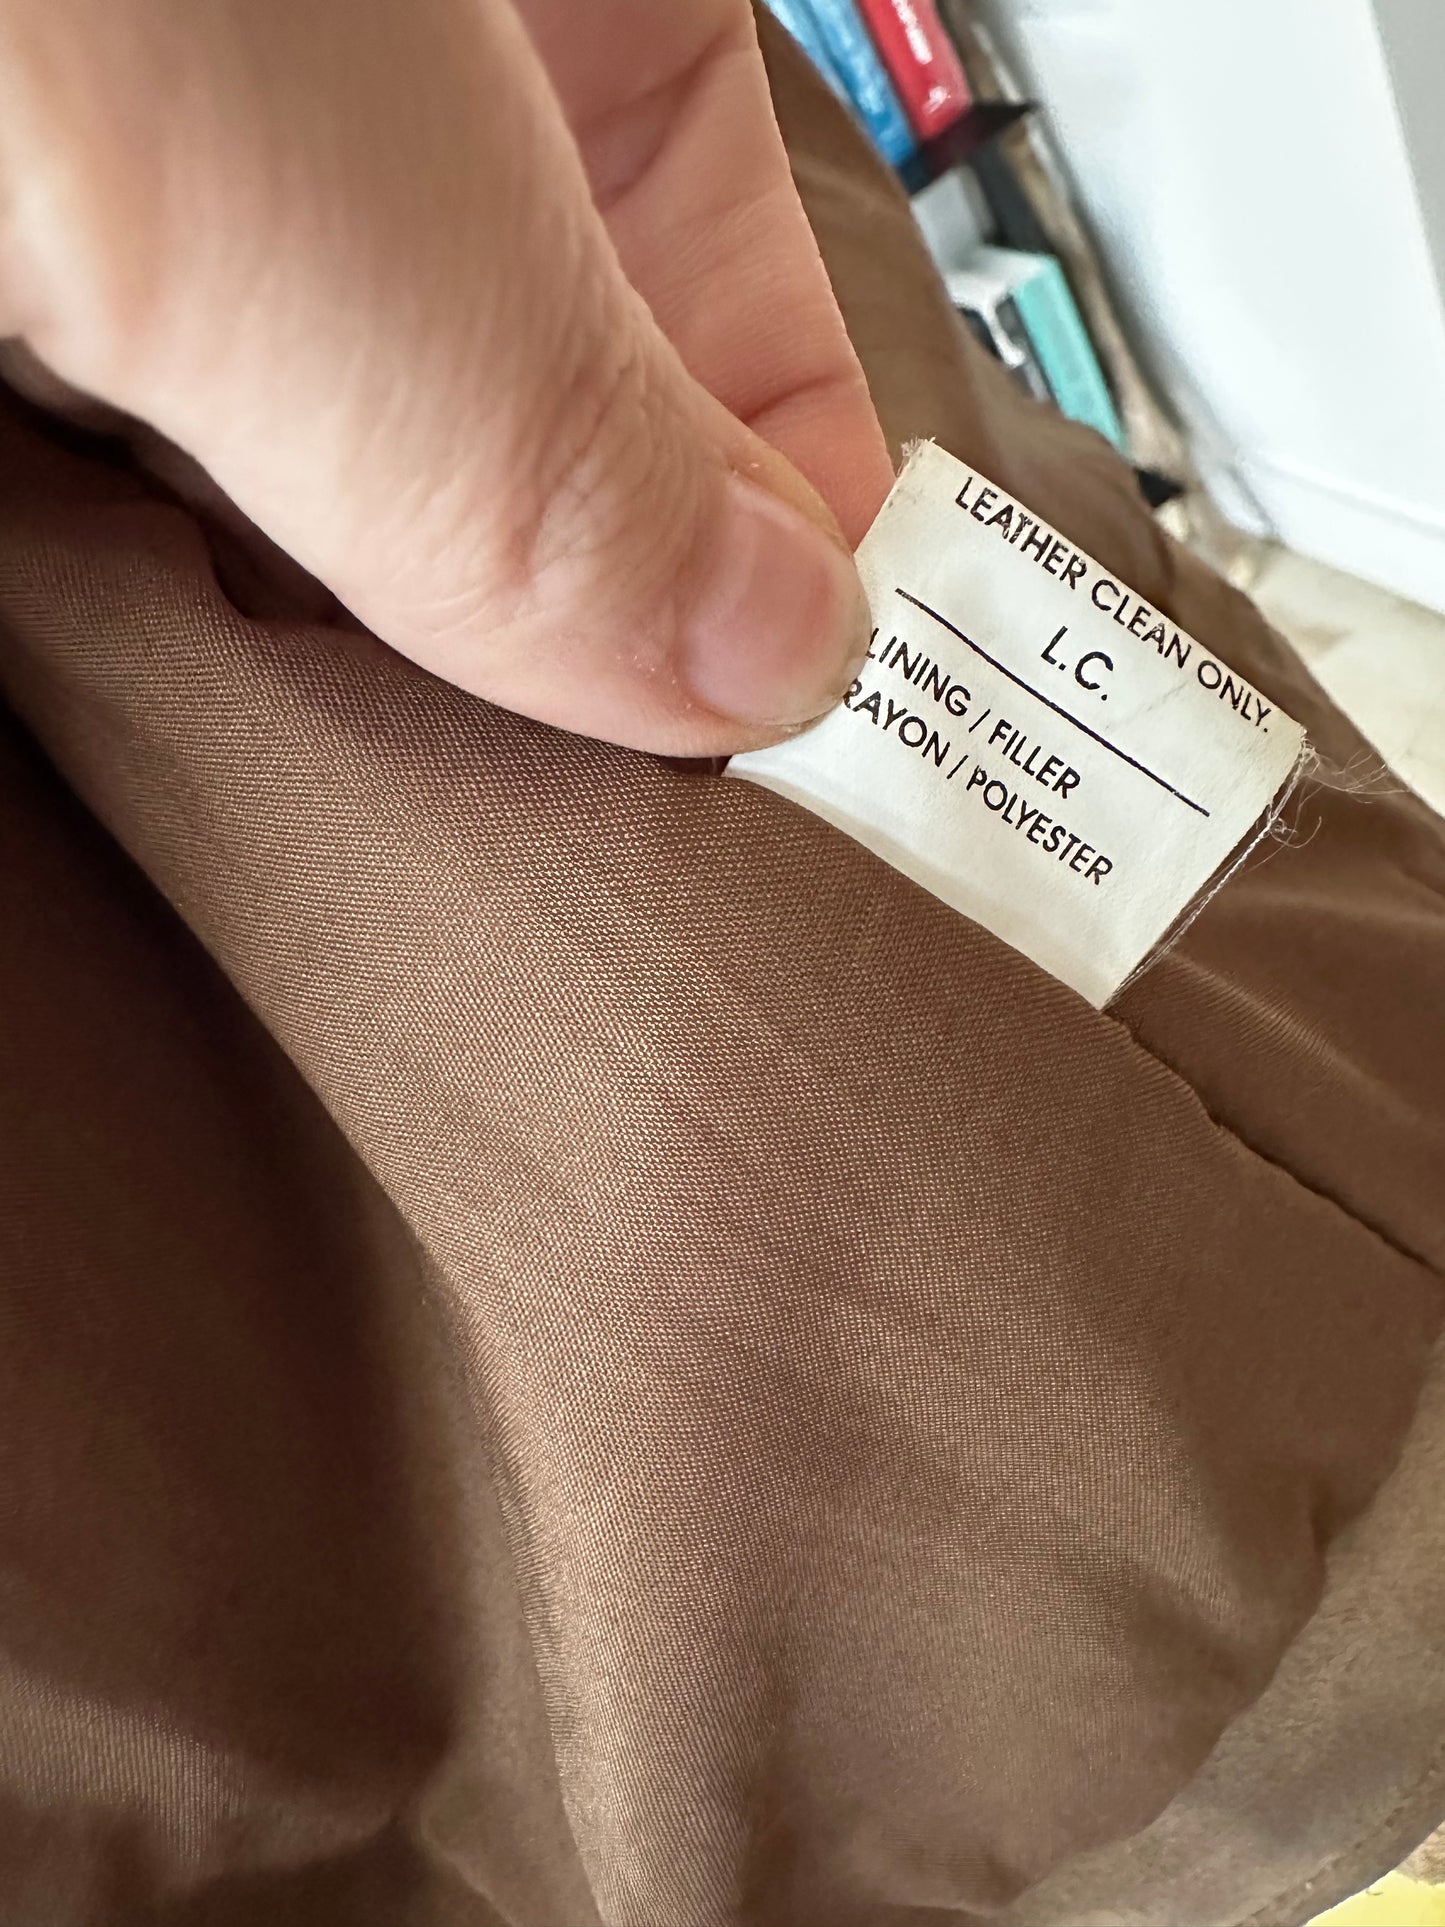 LEATHER CLEAN ONLY.
L.C.
LINING / FILLER
RAYON / POLYESTER